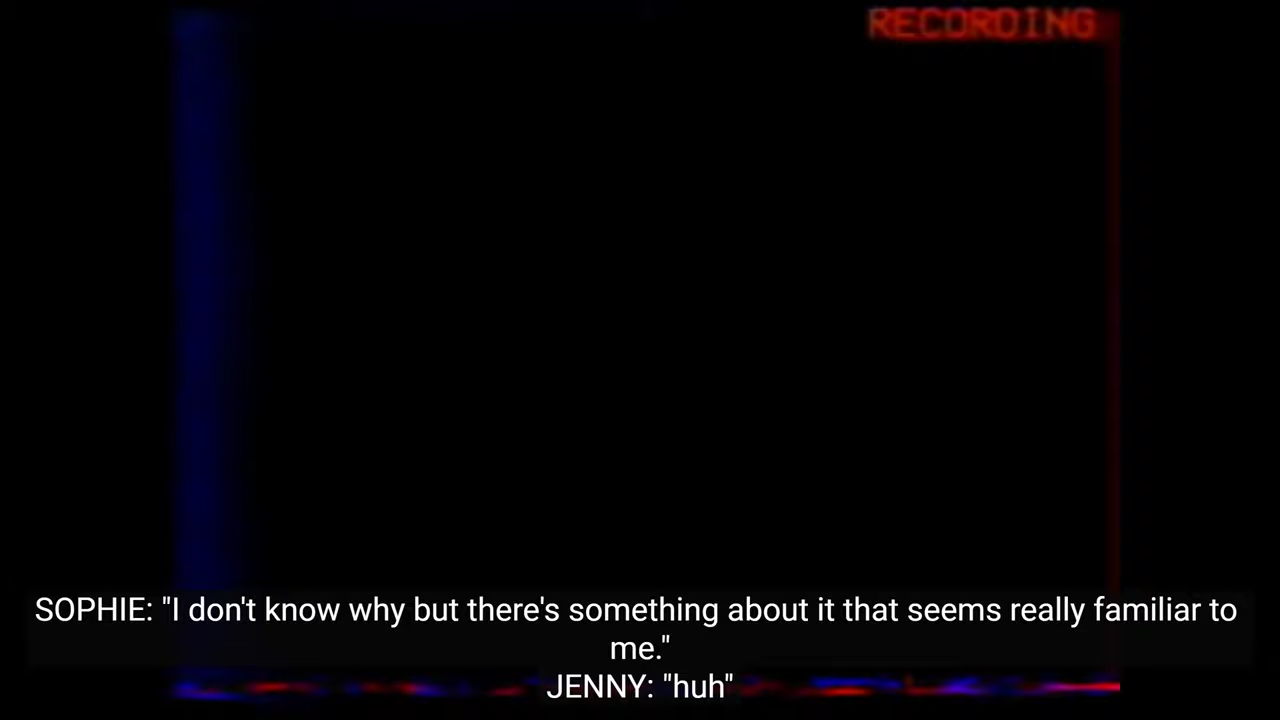 RECORDING
SOPHIE: "I don't know why but there's something about it that seems really familiar to
me."
JENNY: "huh"